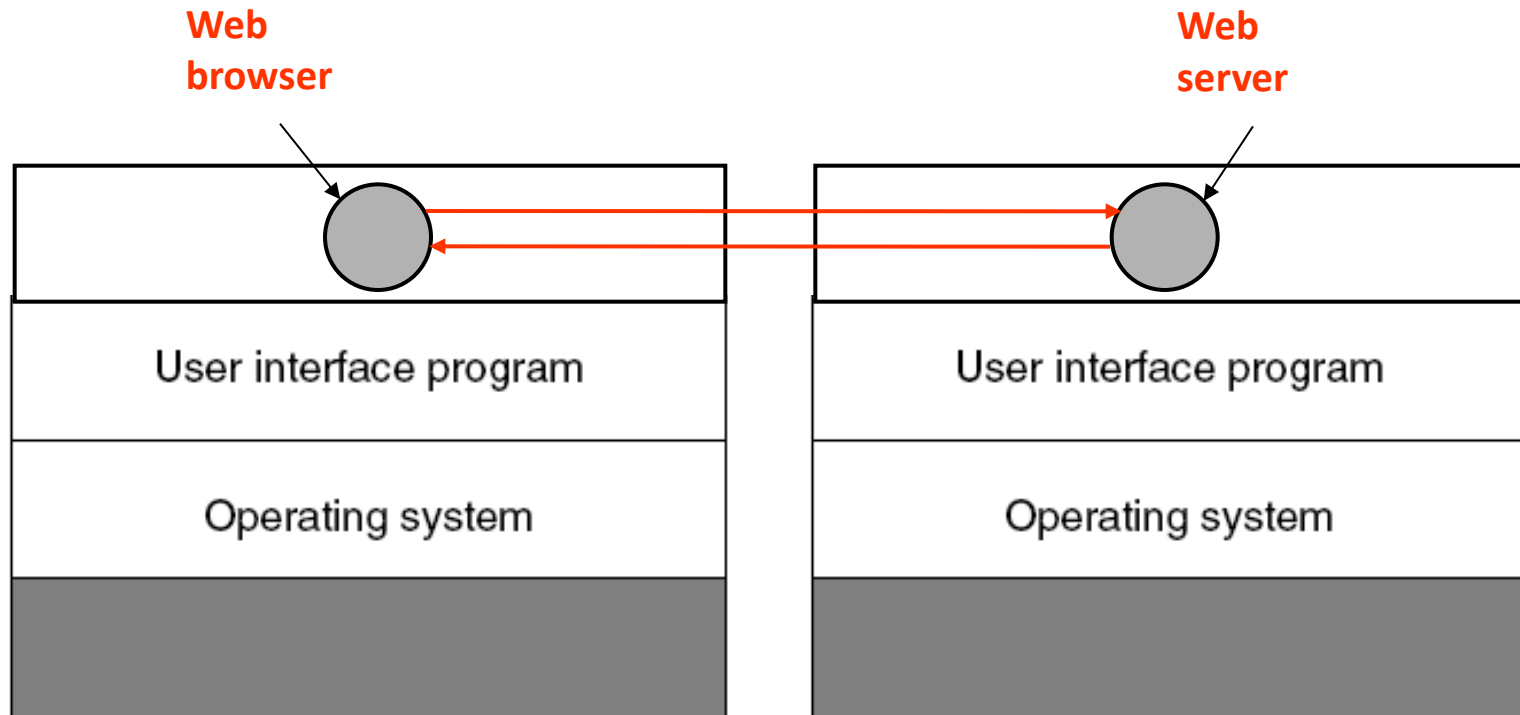 Web
browser
Web
server
User interface program
User interface program
Operating system
Operating system